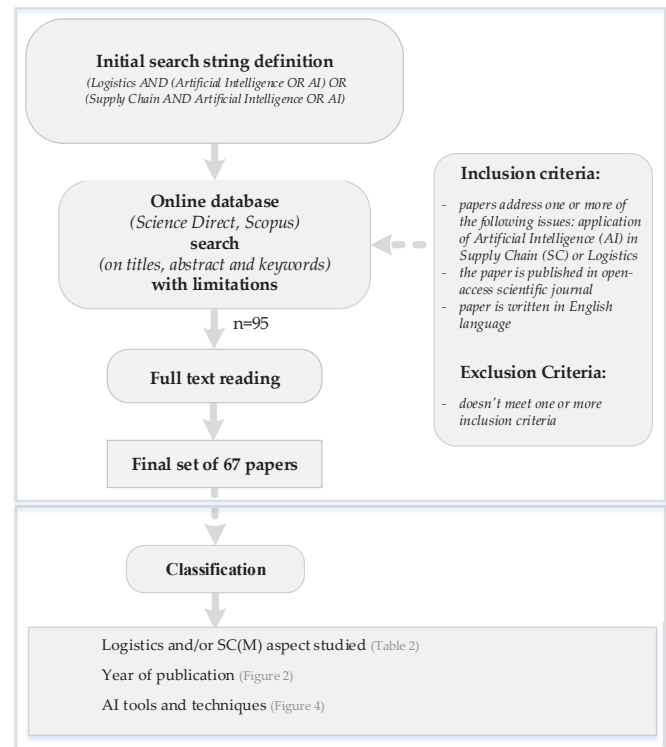 Initial search string definition
(Logistics AND (Artificial Intelligence OR AI) OR
(Supply Chain AND Artificial Intelligence OR AI)
Online database
(Science Direct, Scopus)
search
(on titles, abstract and keywords)
with limitations
n=95
Full text reading
Final set of 67 papers
Inclusion criteria:
- papers address one or more of
the following issues: application
of Artificial Intelligence (AI) in
Supply Chain (SC) or Logistics
- the paper is published in open-
access scientific journal
- paper is written in English
language
Exclusion Criteria:
- doesn't meet one or more
inclusion criteria
Classification
Logistics and/or SC(M) aspect studied (Table 2)
Year of publication (Figure 2)
AI tools and techniques (Figure 4)